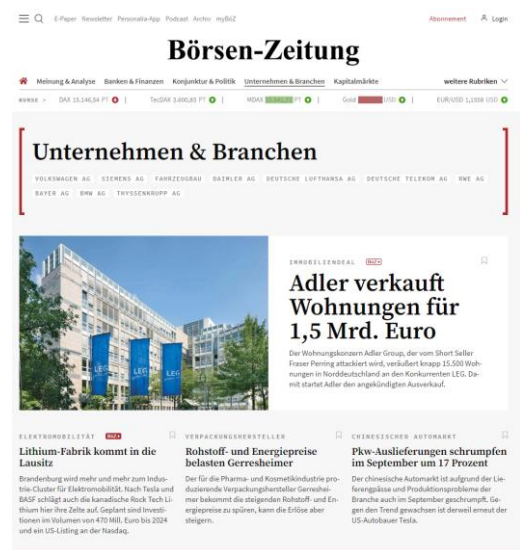 E-Paper Newsletter Personalia-App Podcast Archiv myBöZ Abonnement Login
Börsen-Zeitung
Meinung & Analyse Banken & Finanzen Konjunktur & Politik Unternehmen & Branchen Kapitalmärkte weitere Rubriken
KURSE DAX 15.146,54 PT | TecDAX 3.600,83 PT | MDAX PT | Gold USD | EUR/USD 1,1558 USD
Unternehmen & Branchen
VOLKSWAGEN AG SIEMENS AG FAHRZEUGBAU DAIMLER AG DEUTSCHE LUFTHANSA AG DEUTSCHE TELEKOM AG RWE AG
BAYER AG BMW AG THYSSENKRUPP AG
LEG LEG LEG
IMMOBILIENDEAL BöZ+
Adler verkauft
Wohnungen für
1,5 Mrd. Euro
Der Wohnungskonzern Adler Group, der vom Short Seller
Fraser Perring attackiert wird, veräußert knapp 15.500 Woh-
nungen in Norddeutschland an den Konkurrenten LEG. Da-
mit startet Adler den angekündigten Ausverkauf.
ELEKTROMOBILITÄT BöZ+
Lithium-Fabrik kommt in die
Lausitz
Brandenburg wird mehr und mehr zum Indus-
trie-Cluster für Elektromobilität. Nach Tesla und
BASF schlägt auch die kanadische Rock Tech Li-
thium hier ihre Zelte auf. Geplant sind Investi-
tionen im Volumen von 470 Mill. Euro bis 2024
und ein US-Listing an der Nasdaq.
VERPACKUNGSHERSTELLER
Rohstoff- und Energiepreise
belasten Gerresheimer
Der für die Pharma- und Kosmetikindustrie pro-
duzierende Verpackungshersteller Gerreshei-
mer bekommt die steigenden Rohstoff- und En-
ergiepreise zu spüren, kann die Erlöse aber
steigern.
CHINESISCHER AUTOMARKT
Pkw-Auslieferungen schrumpfen
im September um 17 Prozent
Der chinesische Automarkt ist aufgrund der Lie-
ferengpässe und Produktionsprobleme der
Branche auch im September geschrumpft. Ge-
gen den Trend gewachsen ist derweil erneut der
US-Autobauer Tesla.